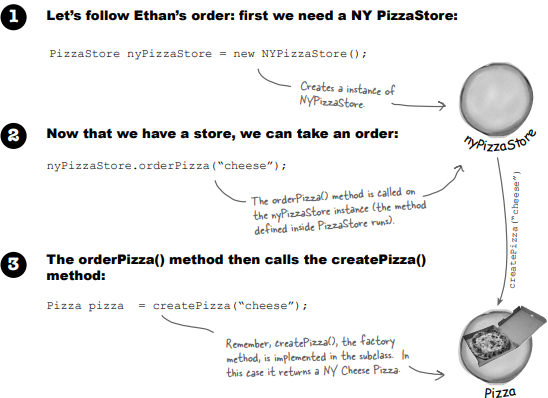 1 Let's follow Ethan's order: first we need a NY PizzaStore:
PizzaStore nyPizzaStore = new NYPizzaStore();
Creates a instance of
NYPizzaStore.
nyPizzaStore
2 Now that we have a store, we can take an order:
nyPizzaStore.orderPizza(“cheese”);
The orderPizza() method is called on
the nyPizzaStore instance (the method
defined inside PizzaStore runs).
createPizza(“cheese”)
3 The orderPizza() method then calls the createPizza()
method:
Pizza pizza = createPizza(“cheese”);
Remember, createPizza(), the factory
method, is implemented in the subclass. In
this case it returns a NY Cheese Pizza.
Pizza